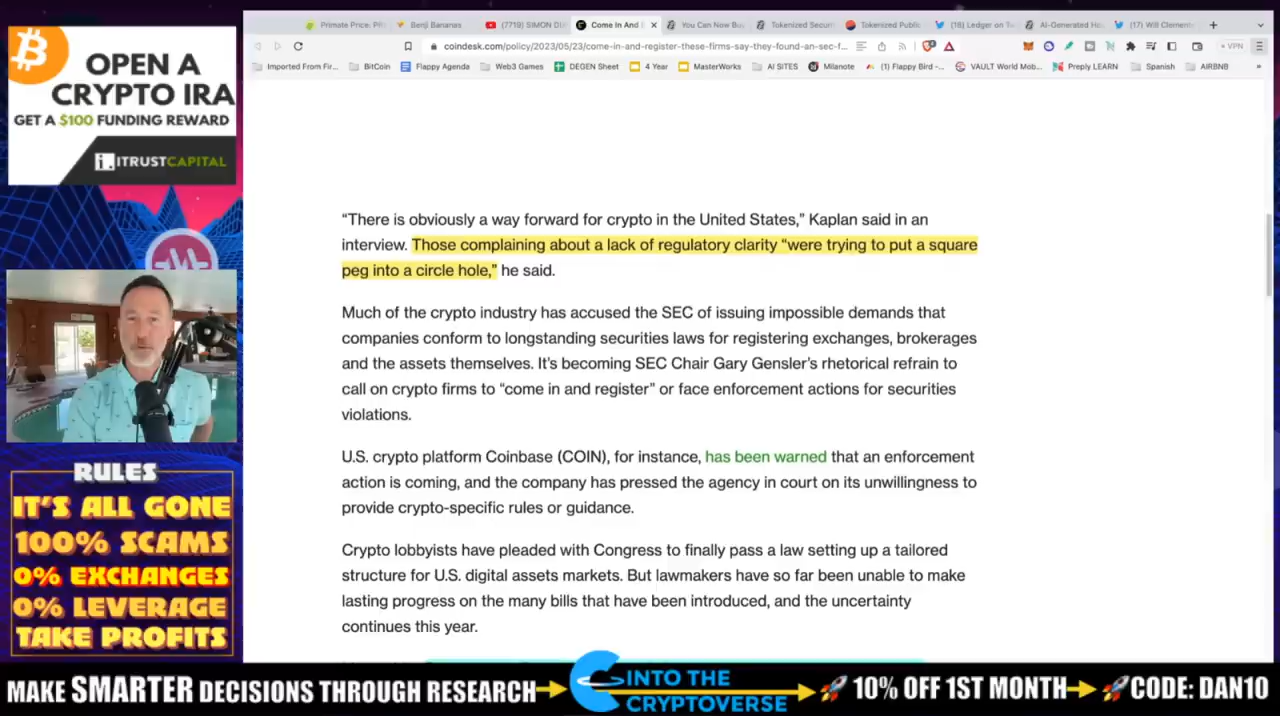 Primate Price: PRI
Benji Bananas
(7719) SIMON DI
Come In And
You Can Now Bu
Tokenized Secur
Tokenized Public
(18) Ledger on Tw
AI-Generated Ho
(17) Will Clemente
coindesk.com/policy/2023/05/23/come-in-and-register-these-firms-say-they-found-an-sec-f...
VPN
Imported From Fir...
BitCoin
Flappy Agenda
Web3 Games
DEGEN Sheet
4 Year
MasterWorks
AI SITES
Milanote
(1) Flappy Bird -...
VAULT World Mob...
Preply LEARN
Spanish
AIRBNB
OPEN A
CRYPTO IRA
GET A $100 FUNDING REWARD
ITRUSTCAPITAL
“There is obviously a way forward for crypto in the United States,” Kaplan said in an
interview. Those complaining about a lack of regulatory clarity “were trying to put a square
peg into a circle hole,” he said.
Much of the crypto industry has accused the SEC of issuing impossible demands that
companies conform to longstanding securities laws for registering exchanges, brokerages
and the assets themselves. It’s becoming SEC Chair Gary Gensler’s rhetorical refrain to
call on crypto firms to “come in and register” or face enforcement actions for securities
violations.
U.S. crypto platform Coinbase (COIN), for instance, has been warned that an enforcement
action is coming, and the company has pressed the agency in court on its unwillingness to
provide crypto-specific rules or guidance.
Crypto lobbyists have pleaded with Congress to finally pass a law setting up a tailored
structure for U.S. digital assets markets. But lawmakers have so far been unable to make
lasting progress on the many bills that have been introduced, and the uncertainty
continues this year.
RULES
IT'S ALL GONE
100% SCAMS
0% EXCHANGES
0% LEVERAGE
TAKE PROFITS
MAKE SMARTER DECISIONS THROUGH RESEARCH
INTO THE
CRYPTOVERSE
10% OFF 1ST MONTH
CODE: DAN10